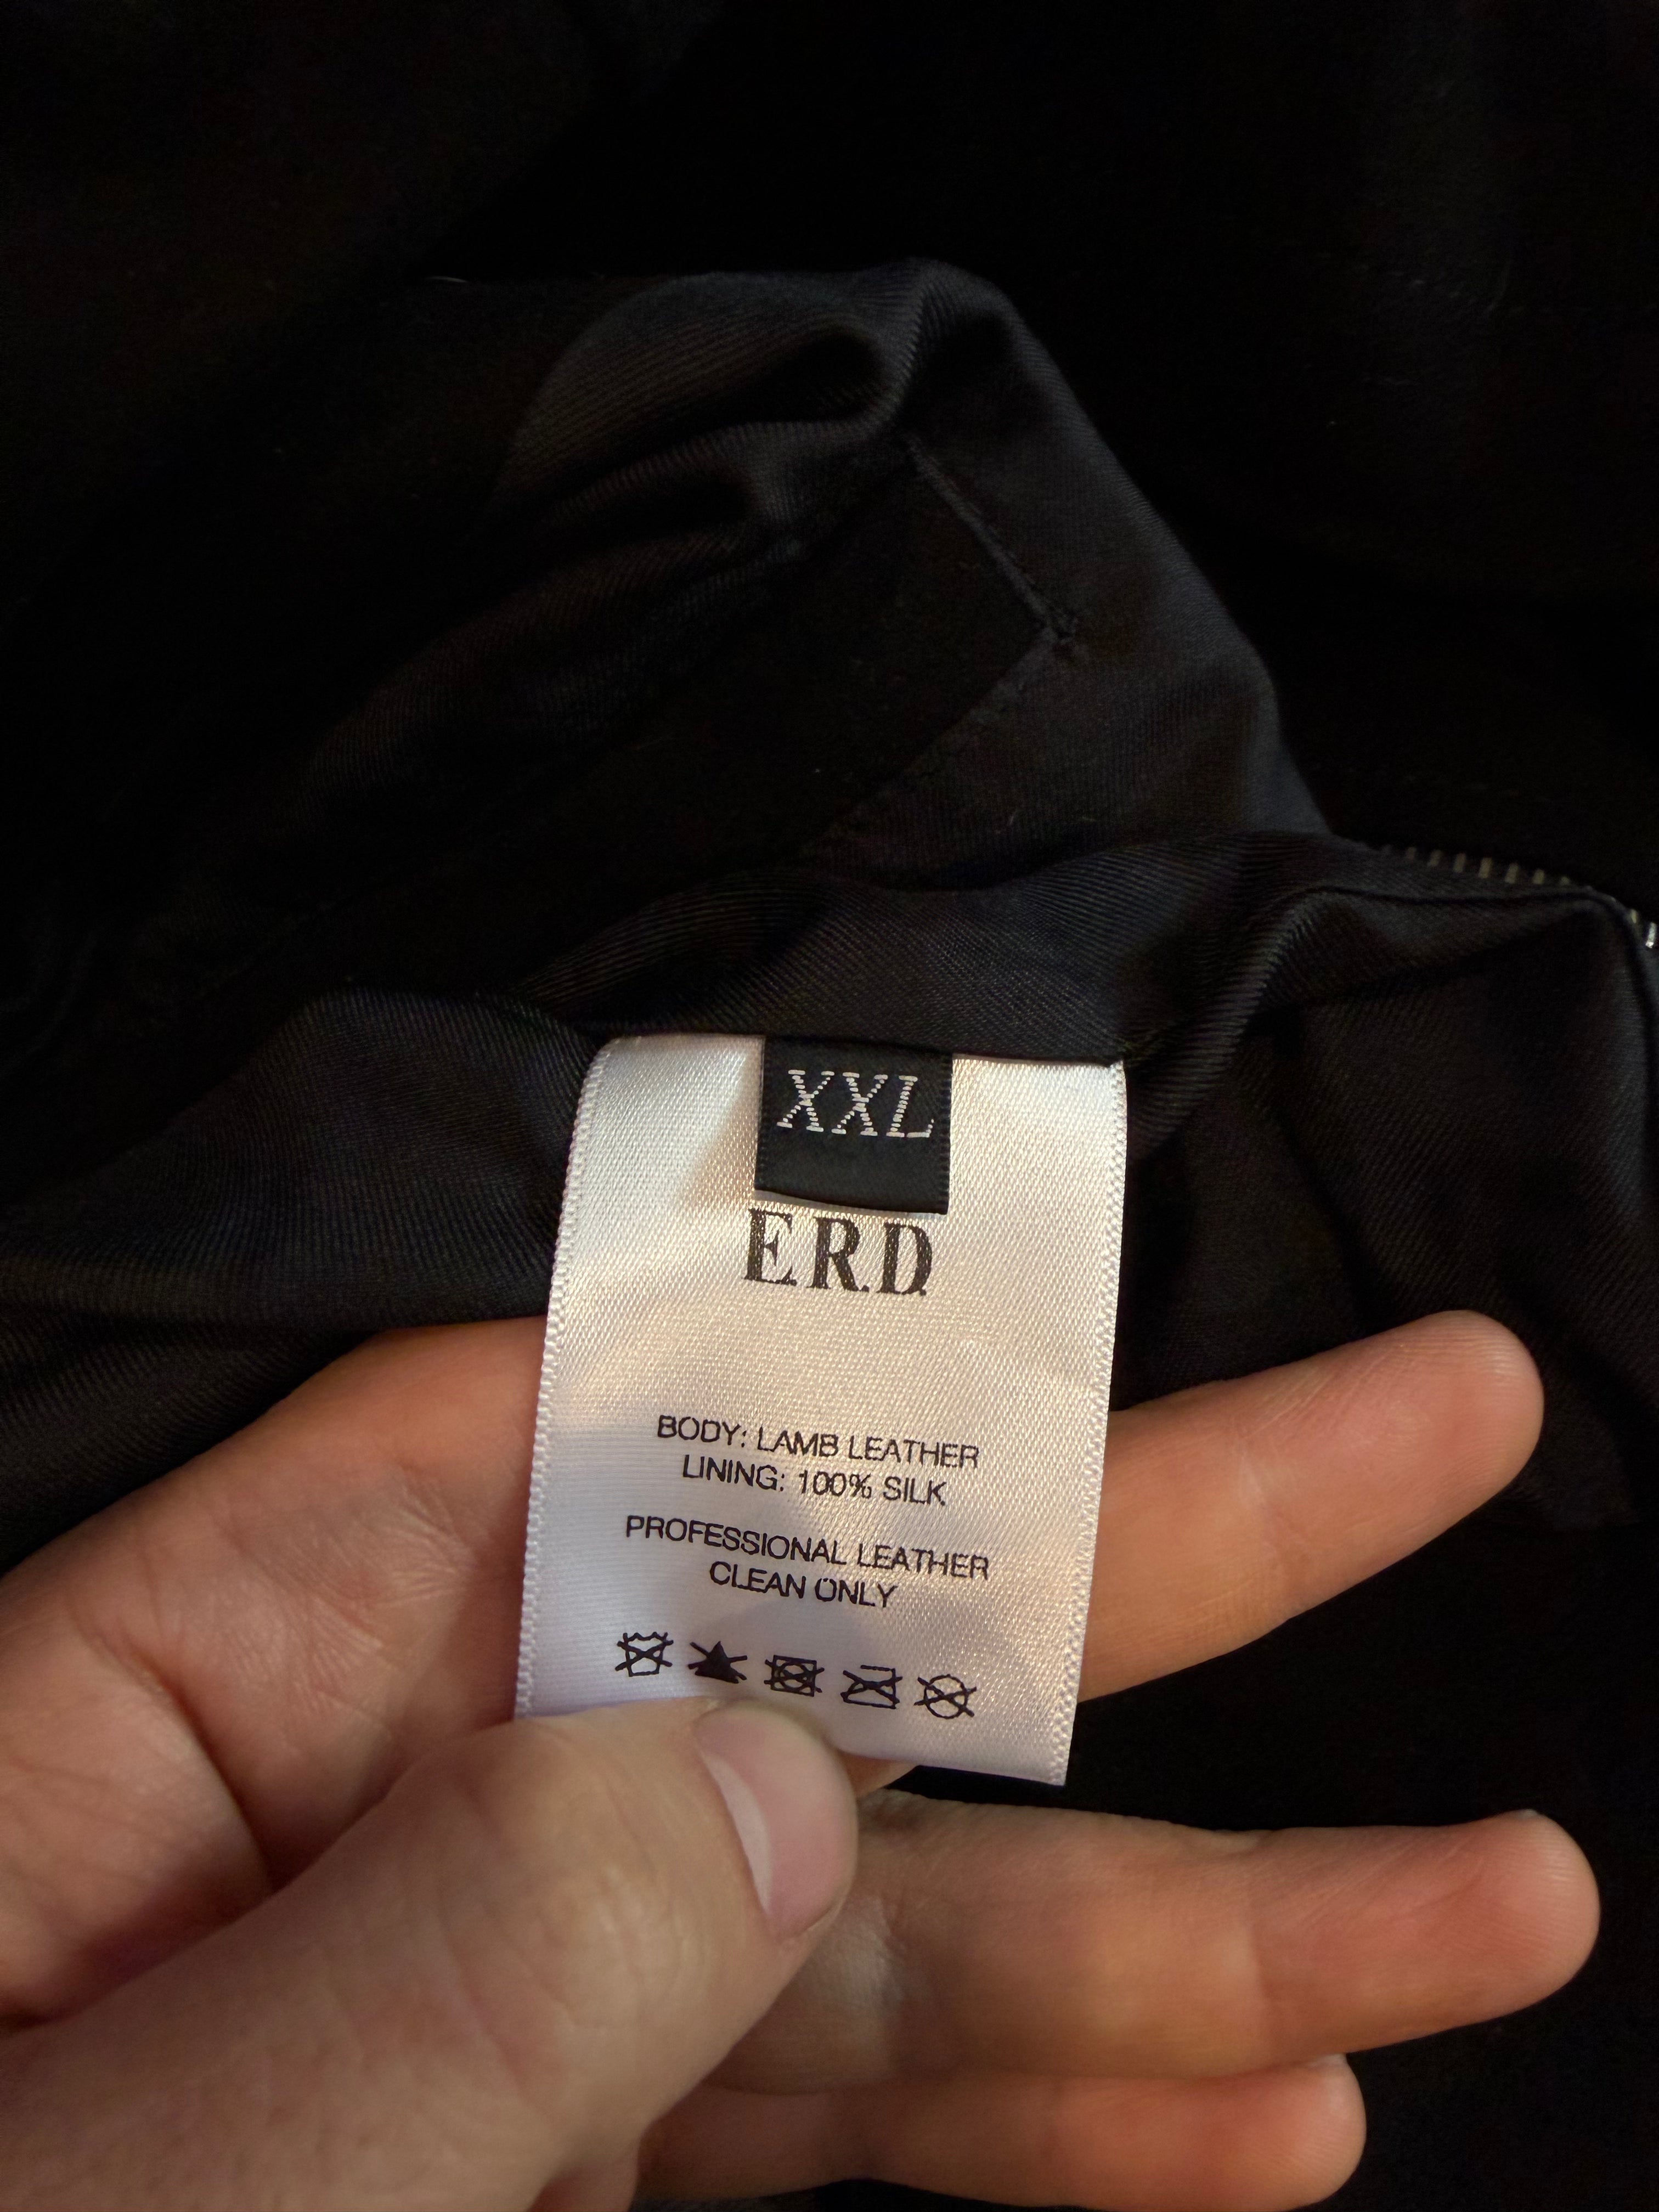 XXL
E.R.D.
BODY: LAMB LEATHER
LINING: 100% SILK
PROFESSIONAL LEATHER
CLEAN ONLY